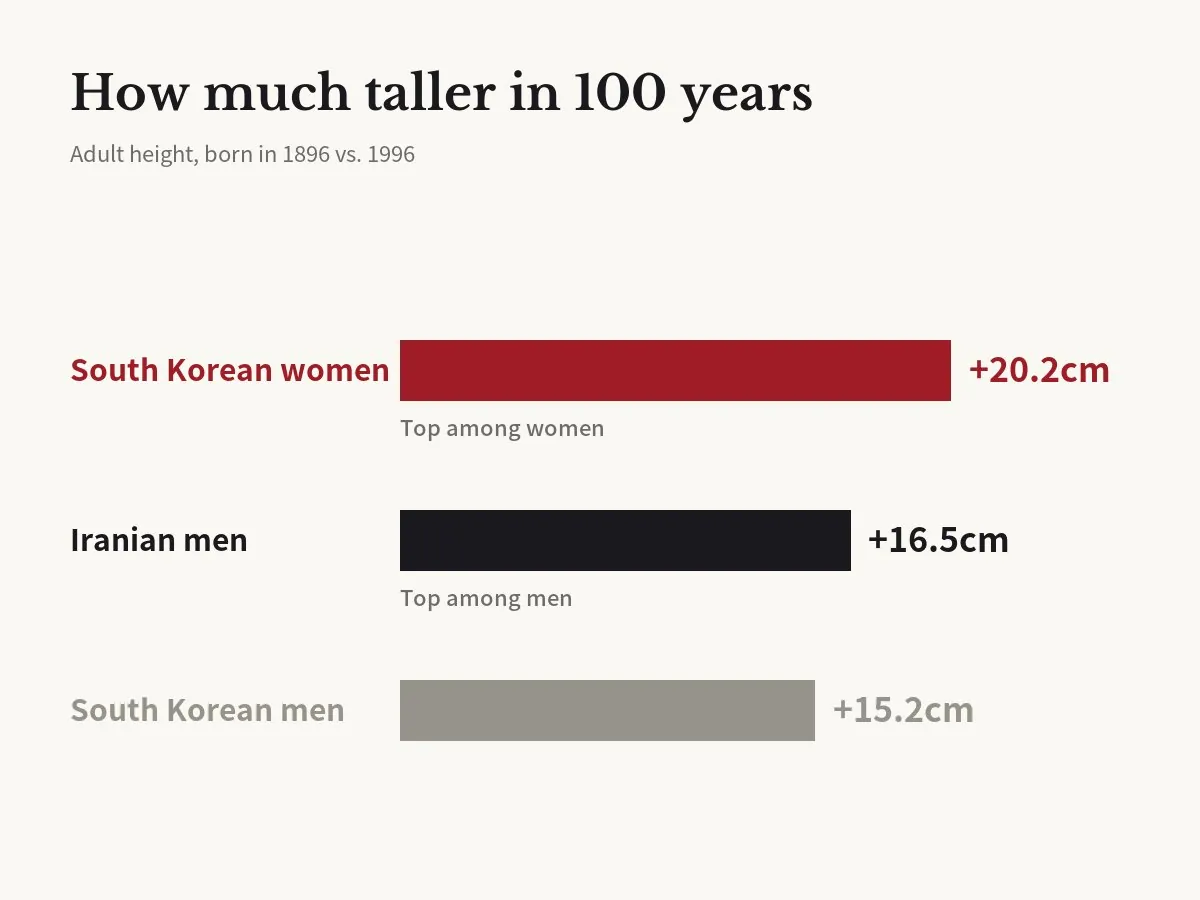 How much taller in 100 years
Adult height, born in 1896 vs. 1996
South Korean women +20.2cm
Top among women
Iranian men +16.5cm
Top among men
South Korean men +15.2cm